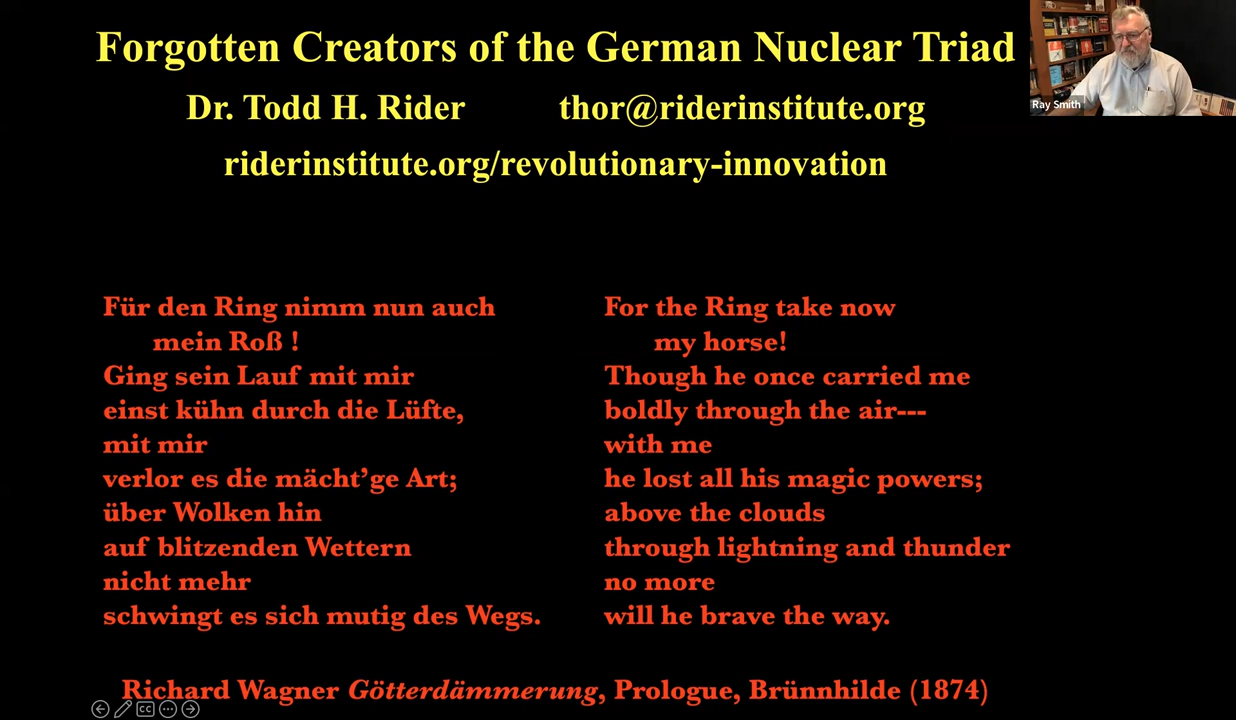 Forgotten Creators of the German Nuclear Triad
Dr. Todd H. Rider thor@riderinstitute.org
riderinstitute.org/revolutionary-innovation
Ray Smith
Für den Ring nimm nun auch
mein Roß !
Ging sein Lauf mit mir
einst kühn durch die Lüfte,
mit mir
verlor es die mächt’ge Art;
über Wolken hin
auf blitzenden Wettern
nicht mehr
schwingt es sich mutig des Wegs.
For the Ring take now
my horse!
Though he once carried me
boldly through the air---
with me
he lost all his magic powers;
above the clouds
through lightning and thunder
no more
will he brave the way.
Richard Wagner Götterdämmerung, Prologue, Brünnhilde (1874)
CC